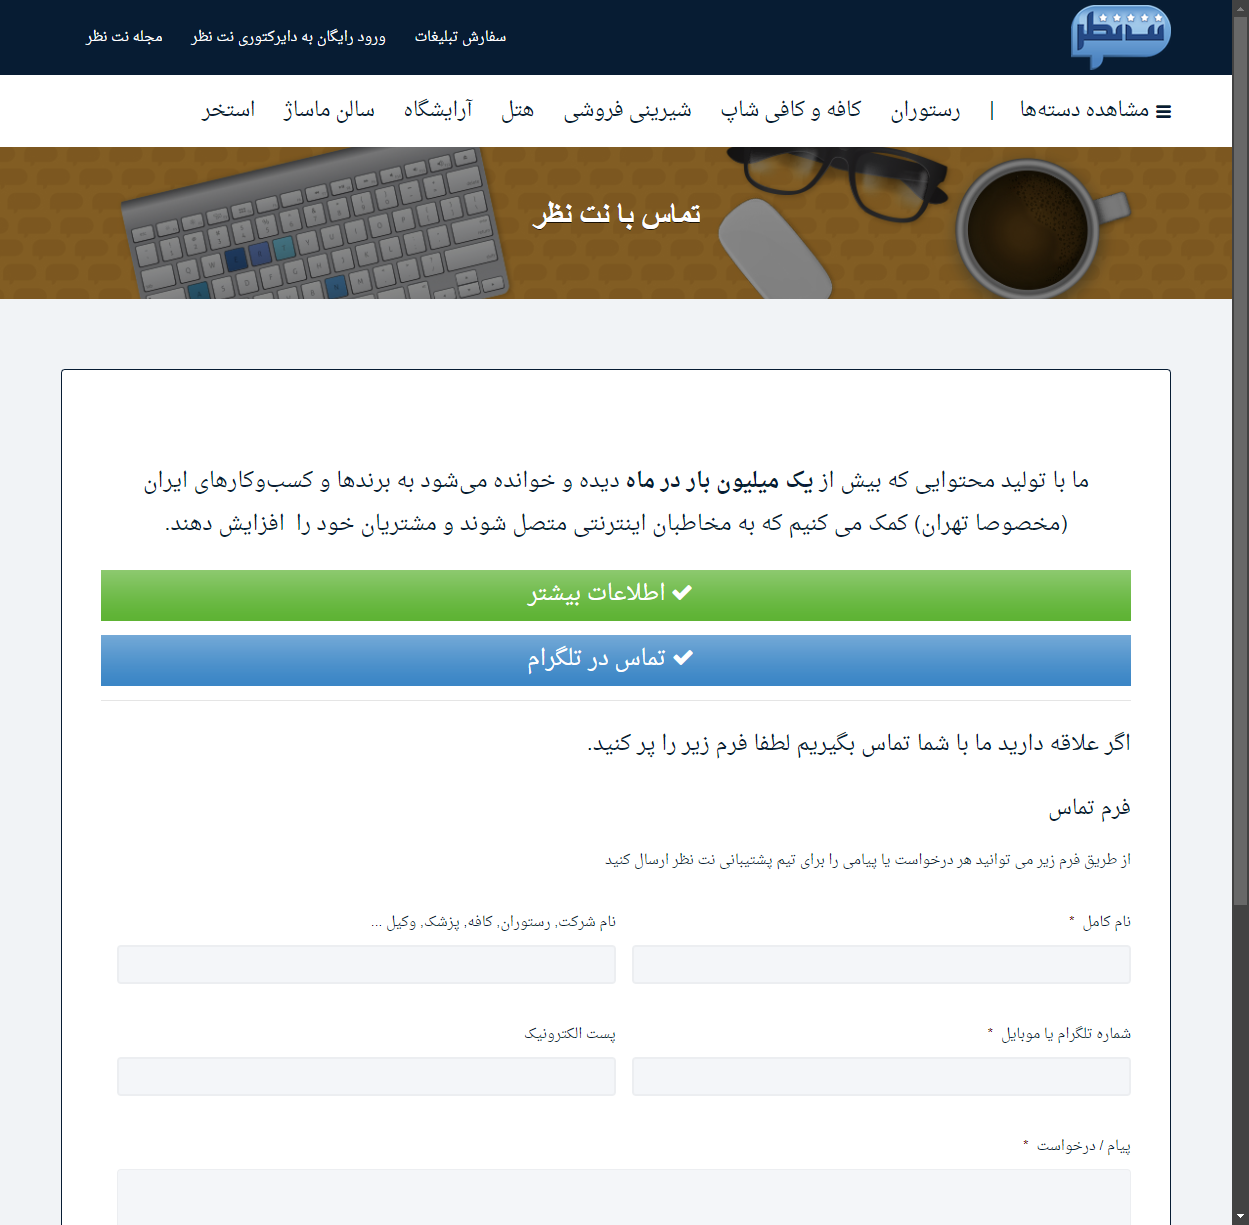 نت نظر
سفارش تبلیغات
ورود رایگان به دایرکتوری نت نظر
مجله نت نظر
مشاهده دسته‌ها | رستوران کافه و کافی شاپ شیرینی فروشی هتل آرایشگاه سالن ماساژ استخر
تماس با نت نظر
ما با تولید محتوایی که بیش از یک میلیون بار در ماه دیده و خوانده می‌شود به برندها و کسب‌وکارهای ایران
(مخصوصا تهران) کمک می کنیم که به مخاطبان اینترنتی متصل شوند و مشتریان خود را افزایش دهند.
اطلاعات بیشتر
تماس در تلگرام
اگر علاقه دارید ما با شما تماس بگیریم لطفا فرم زیر را پر کنید.
فرم تماس
از طریق فرم زیر می توانید هر درخواست یا پیامی را برای تیم پشتیبانی نت نظر ارسال کنید
نام کامل *
نام شرکت, رستوران, کافه, پزشک, وکیل ...
شماره تلگرام یا موبایل *
پست الکترونیک
پیام / درخواست *